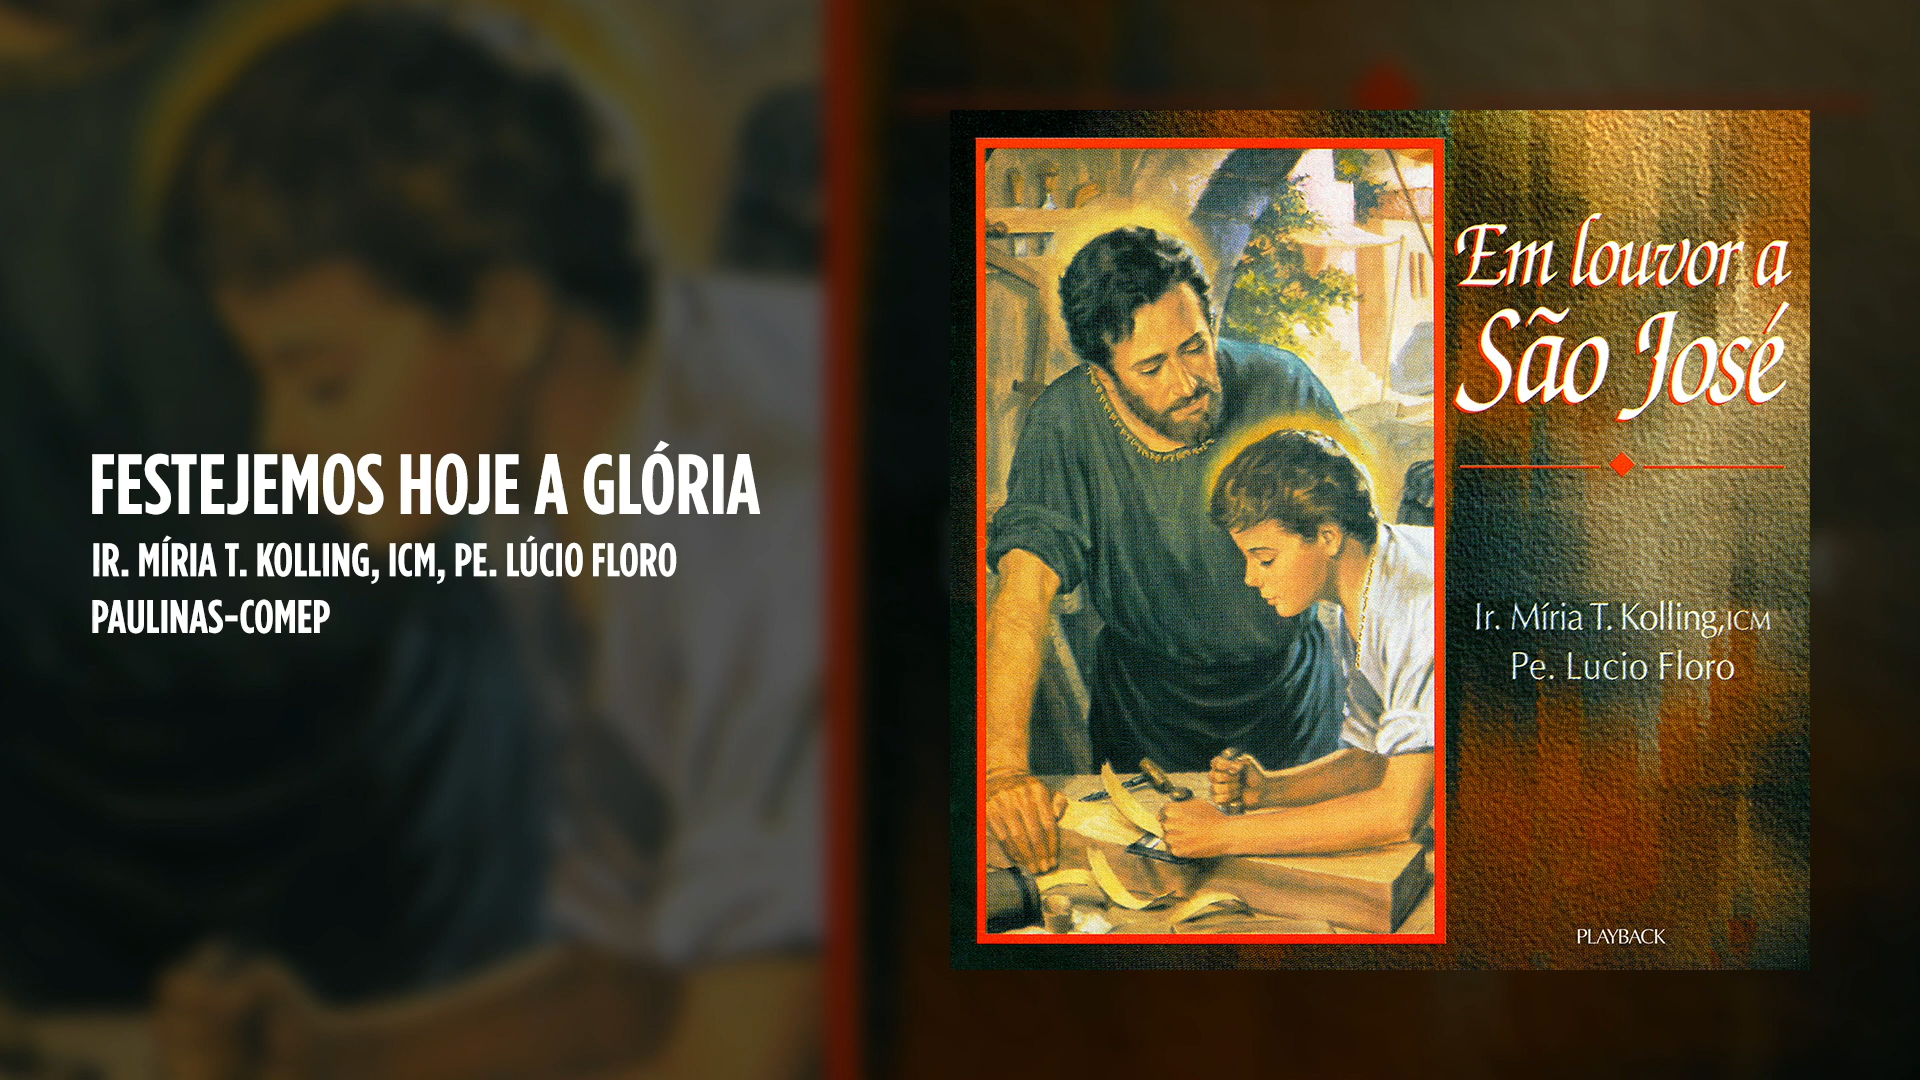 FESTEJEMOS HOJE A GLÓRIA
IR. MÍRIA T. KOLLING, ICM, PE. LÚCIO FLORO
PAULINAS-COMEP
Em louvor a
São José
Ir. Míria T. Kolling,ICM
Pe. Lucio Floro
PLAYBACK